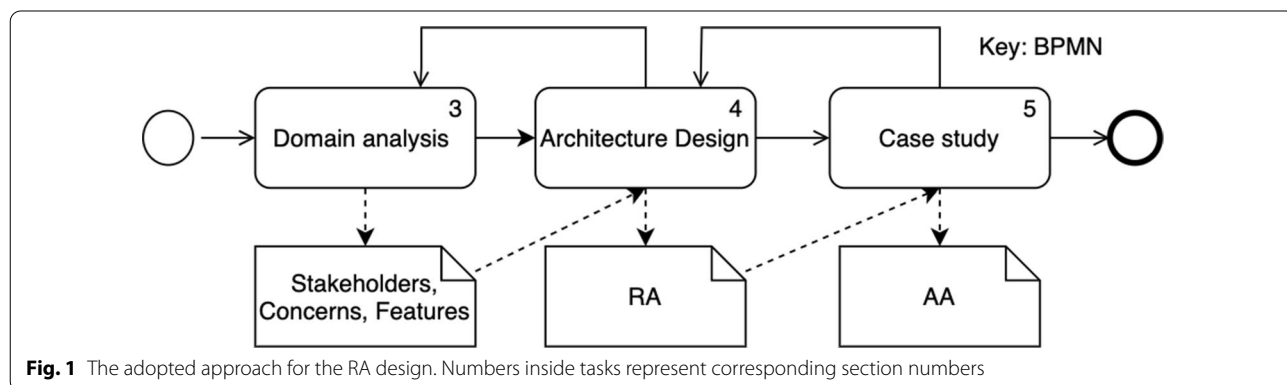 Key: BPMN
3
Domain analysis
4
Architecture Design
5
Case study
Stakeholders,
Concerns, Features
RA
AA
Fig. 1 The adopted approach for the RA design. Numbers inside tasks represent corresponding section numbers